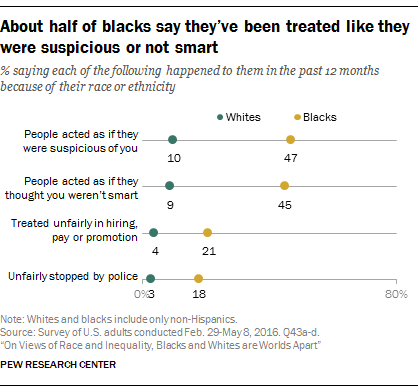 About half of blacks say they've been treated like they
were suspicious or not smart
% saying each of the following happened to them in the past 12 months
because of their race or ethnicity
Whites Blacks
People acted as if they
were suspicious of you
10 47
People acted as if they
thought you weren't smart
9 45
Treated unfairly in hiring,
pay or promotion
4 21
Unfairly stopped by police
0% 3 18 80%
Note: Whites and blacks include only non-Hispanics.
Source: Survey of U.S. adults conducted Feb. 29-May 8, 2016. Q43a-d.
"On Views of Race and Inequality, Blacks and Whites are Worlds Apart"
PEW RESEARCH CENTER